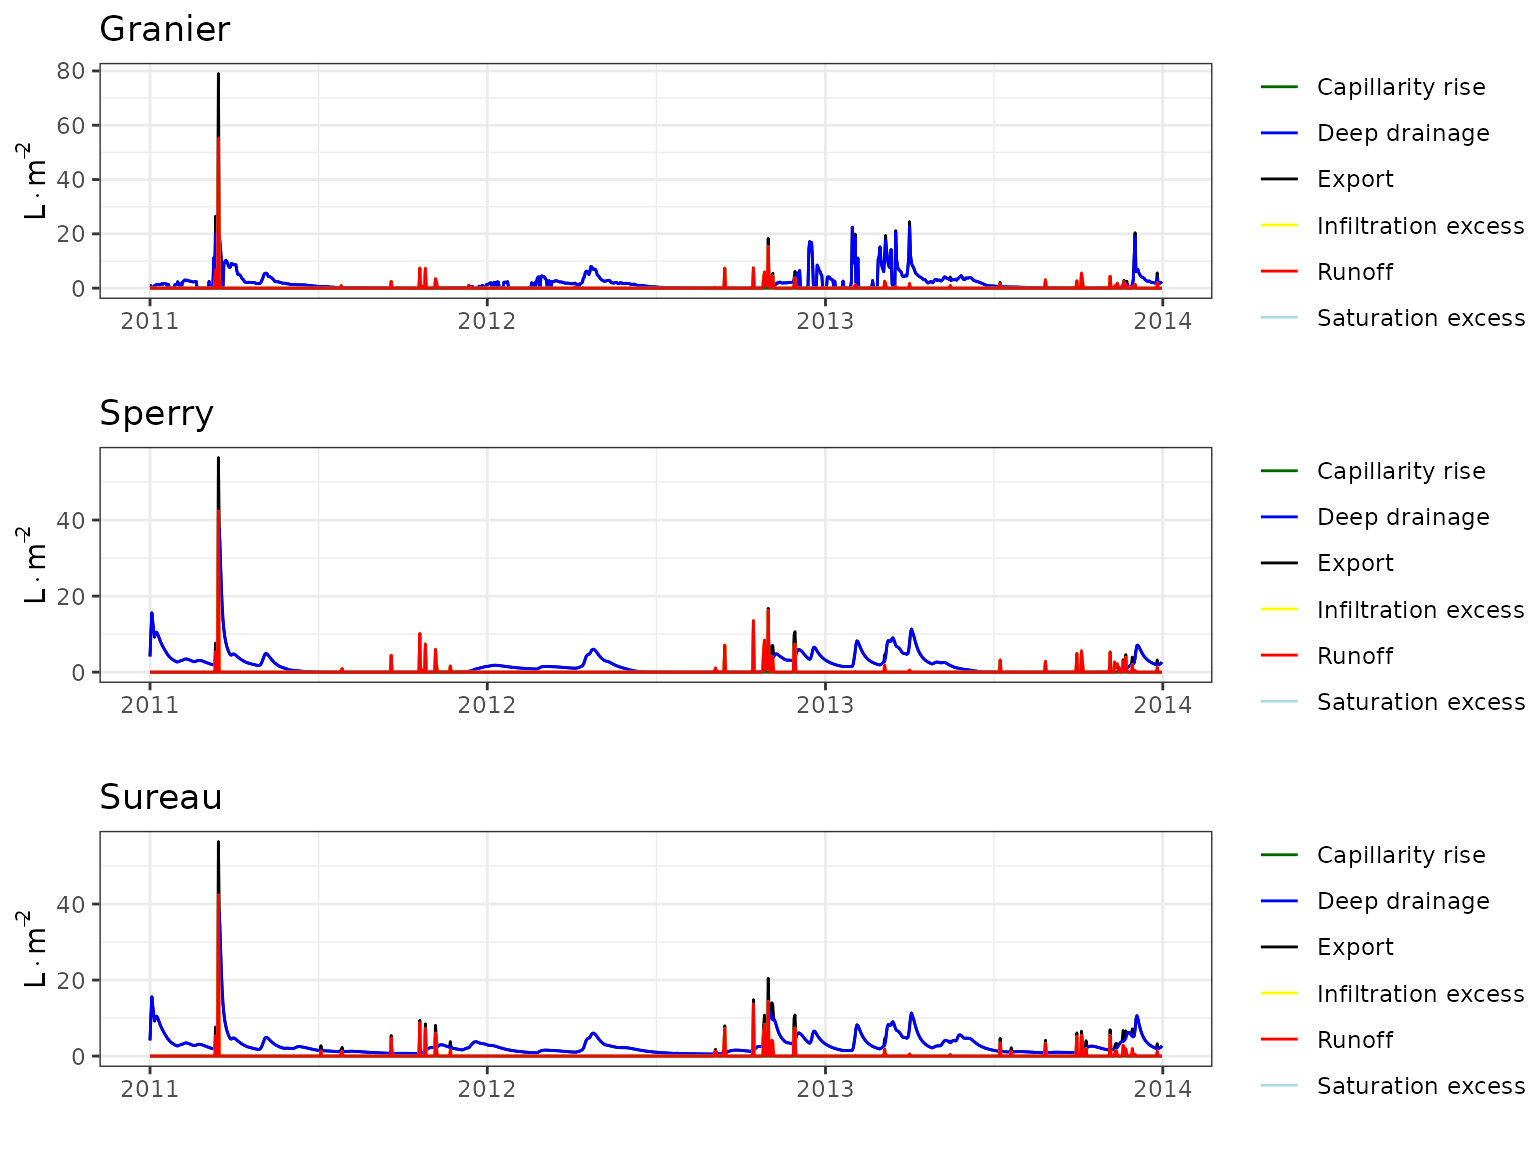 Granier
L · m⁻²
80
60
40
20
0
2011 2012 2013 2014
Capillarity rise
Deep drainage
Export
Infiltration excess
Runoff
Saturation excess
Sperry
L · m⁻²
40
20
0
2011 2012 2013 2014
Capillarity rise
Deep drainage
Export
Infiltration excess
Runoff
Saturation excess
Sureau
L · m⁻²
40
20
0
2011 2012 2013 2014
Capillarity rise
Deep drainage
Export
Infiltration excess
Runoff
Saturation excess